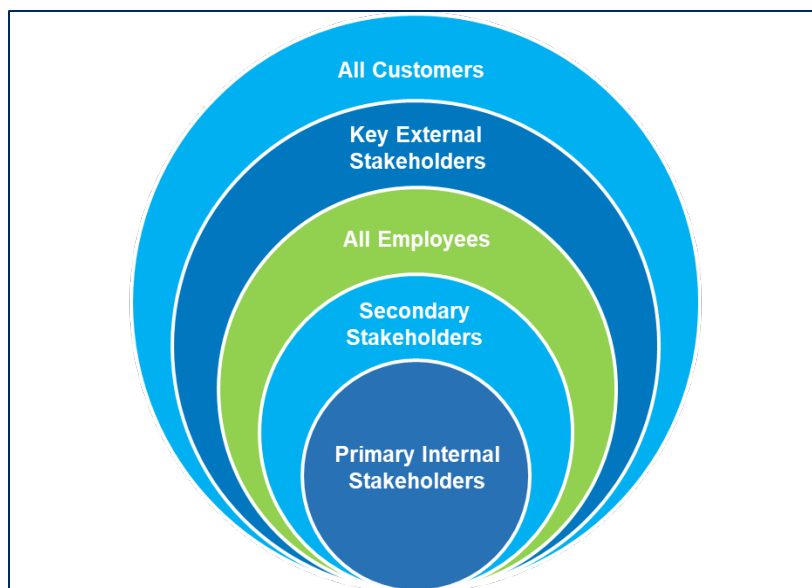 All Customers
Key External
Stakeholders
All Employees
Secondary
Stakeholders
Primary Internal
Stakeholders